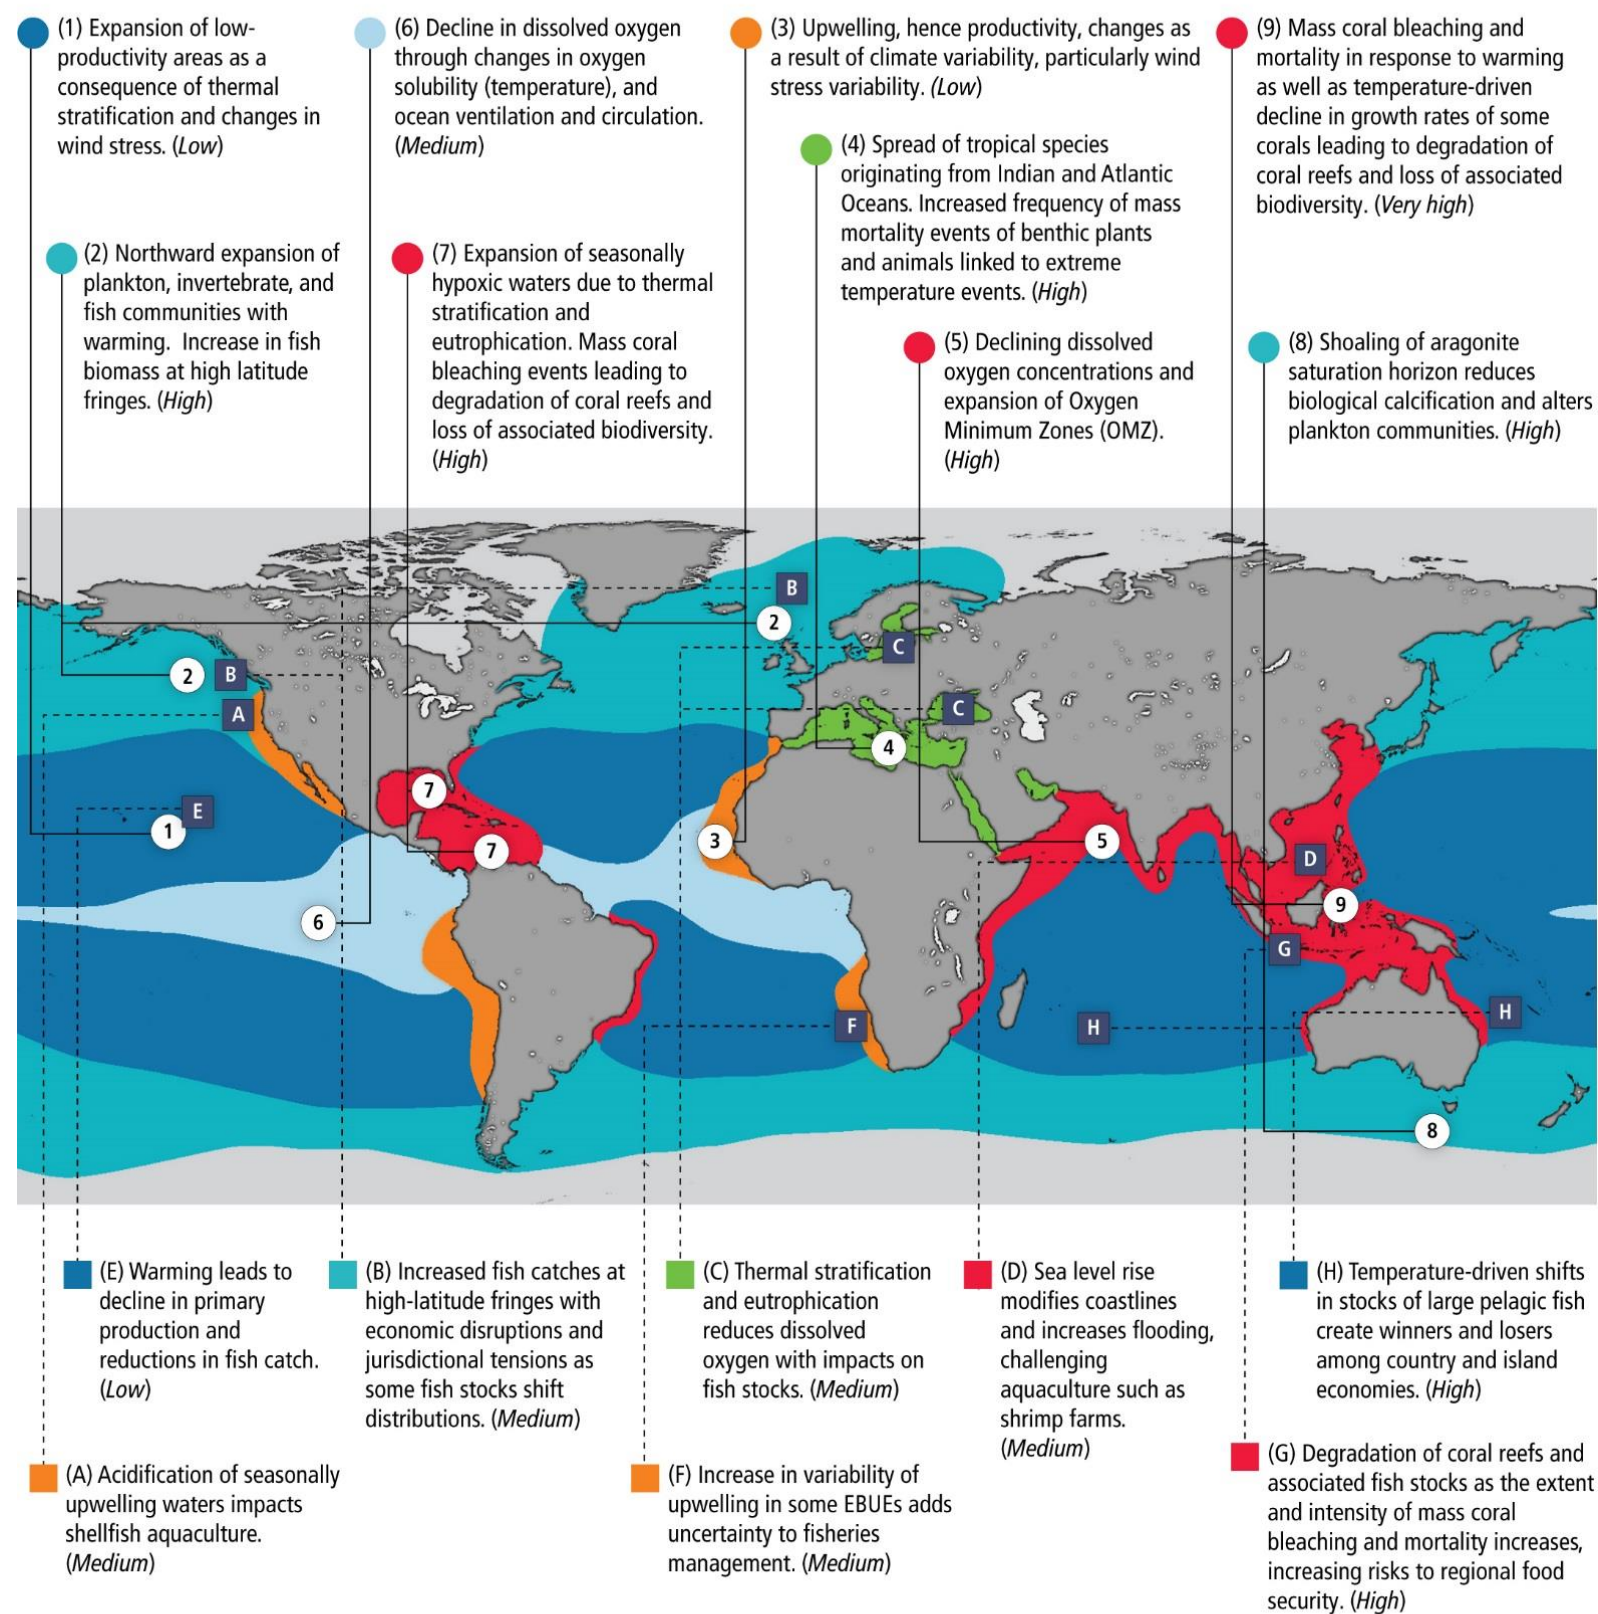 (1) Expansion of low-
productivity areas as a
consequence of thermal
stratification and changes in
wind stress. (Low)
(6) Decline in dissolved oxygen
through changes in oxygen
solubility (temperature), and
ocean ventilation and circulation.
(Medium)
(3) Upwelling, hence productivity, changes as
a result of climate variability, particularly wind
stress variability. (Low)
(9) Mass coral bleaching and
mortality in response to warming
as well as temperature-driven
decline in growth rates of some
corals leading to degradation of
coral reefs and loss of associated
biodiversity. (Very high)
(4) Spread of tropical species
originating from Indian and Atlantic
Oceans. Increased frequency of mass
mortality events of benthic plants
and animals linked to extreme
temperature events. (High)
(2) Northward expansion of
plankton, invertebrate, and
fish communities with
warming. Increase in fish
biomass at high latitude
fringes. (High)
(7) Expansion of seasonally
hypoxic waters due to thermal
stratification and
eutrophication. Mass coral
bleaching events leading to
degradation of coral reefs and
loss of associated biodiversity.
(High)
(5) Declining dissolved
oxygen concentrations and
expansion of Oxygen
Minimum Zones (OMZ).
(High)
(8) Shoaling of aragonite
saturation horizon reduces
biological calcification and alters
plankton communities. (High)
B
2
C
2
B
A
C
4
7
E
1
3
5
7
D
9
6
G
H
F
H
8
(E) Warming leads to
decline in primary
production and
reductions in fish catch.
(Low)
(B) Increased fish catches at
high-latitude fringes with
economic disruptions and
jurisdictional tensions as
some fish stocks shift
distributions. (Medium)
(C) Thermal stratification
and eutrophication
reduces dissolved
oxygen with impacts on
fish stocks. (Medium)
(D) Sea level rise
modifies coastlines
and increases flooding,
challenging
aquaculture such as
shrimp farms.
(Medium)
(H) Temperature-driven shifts
in stocks of large pelagic fish
create winners and losers
among country and island
economies. (High)
(A) Acidification of seasonally
upwelling waters impacts
shellfish aquaculture.
(Medium)
(F) Increase in variability of
upwelling in some EBUEs adds
uncertainty to fisheries
management. (Medium)
(G) Degradation of coral reefs and
associated fish stocks as the extent
and intensity of mass coral
bleaching and mortality increases,
increasing risks to regional food
security. (High)